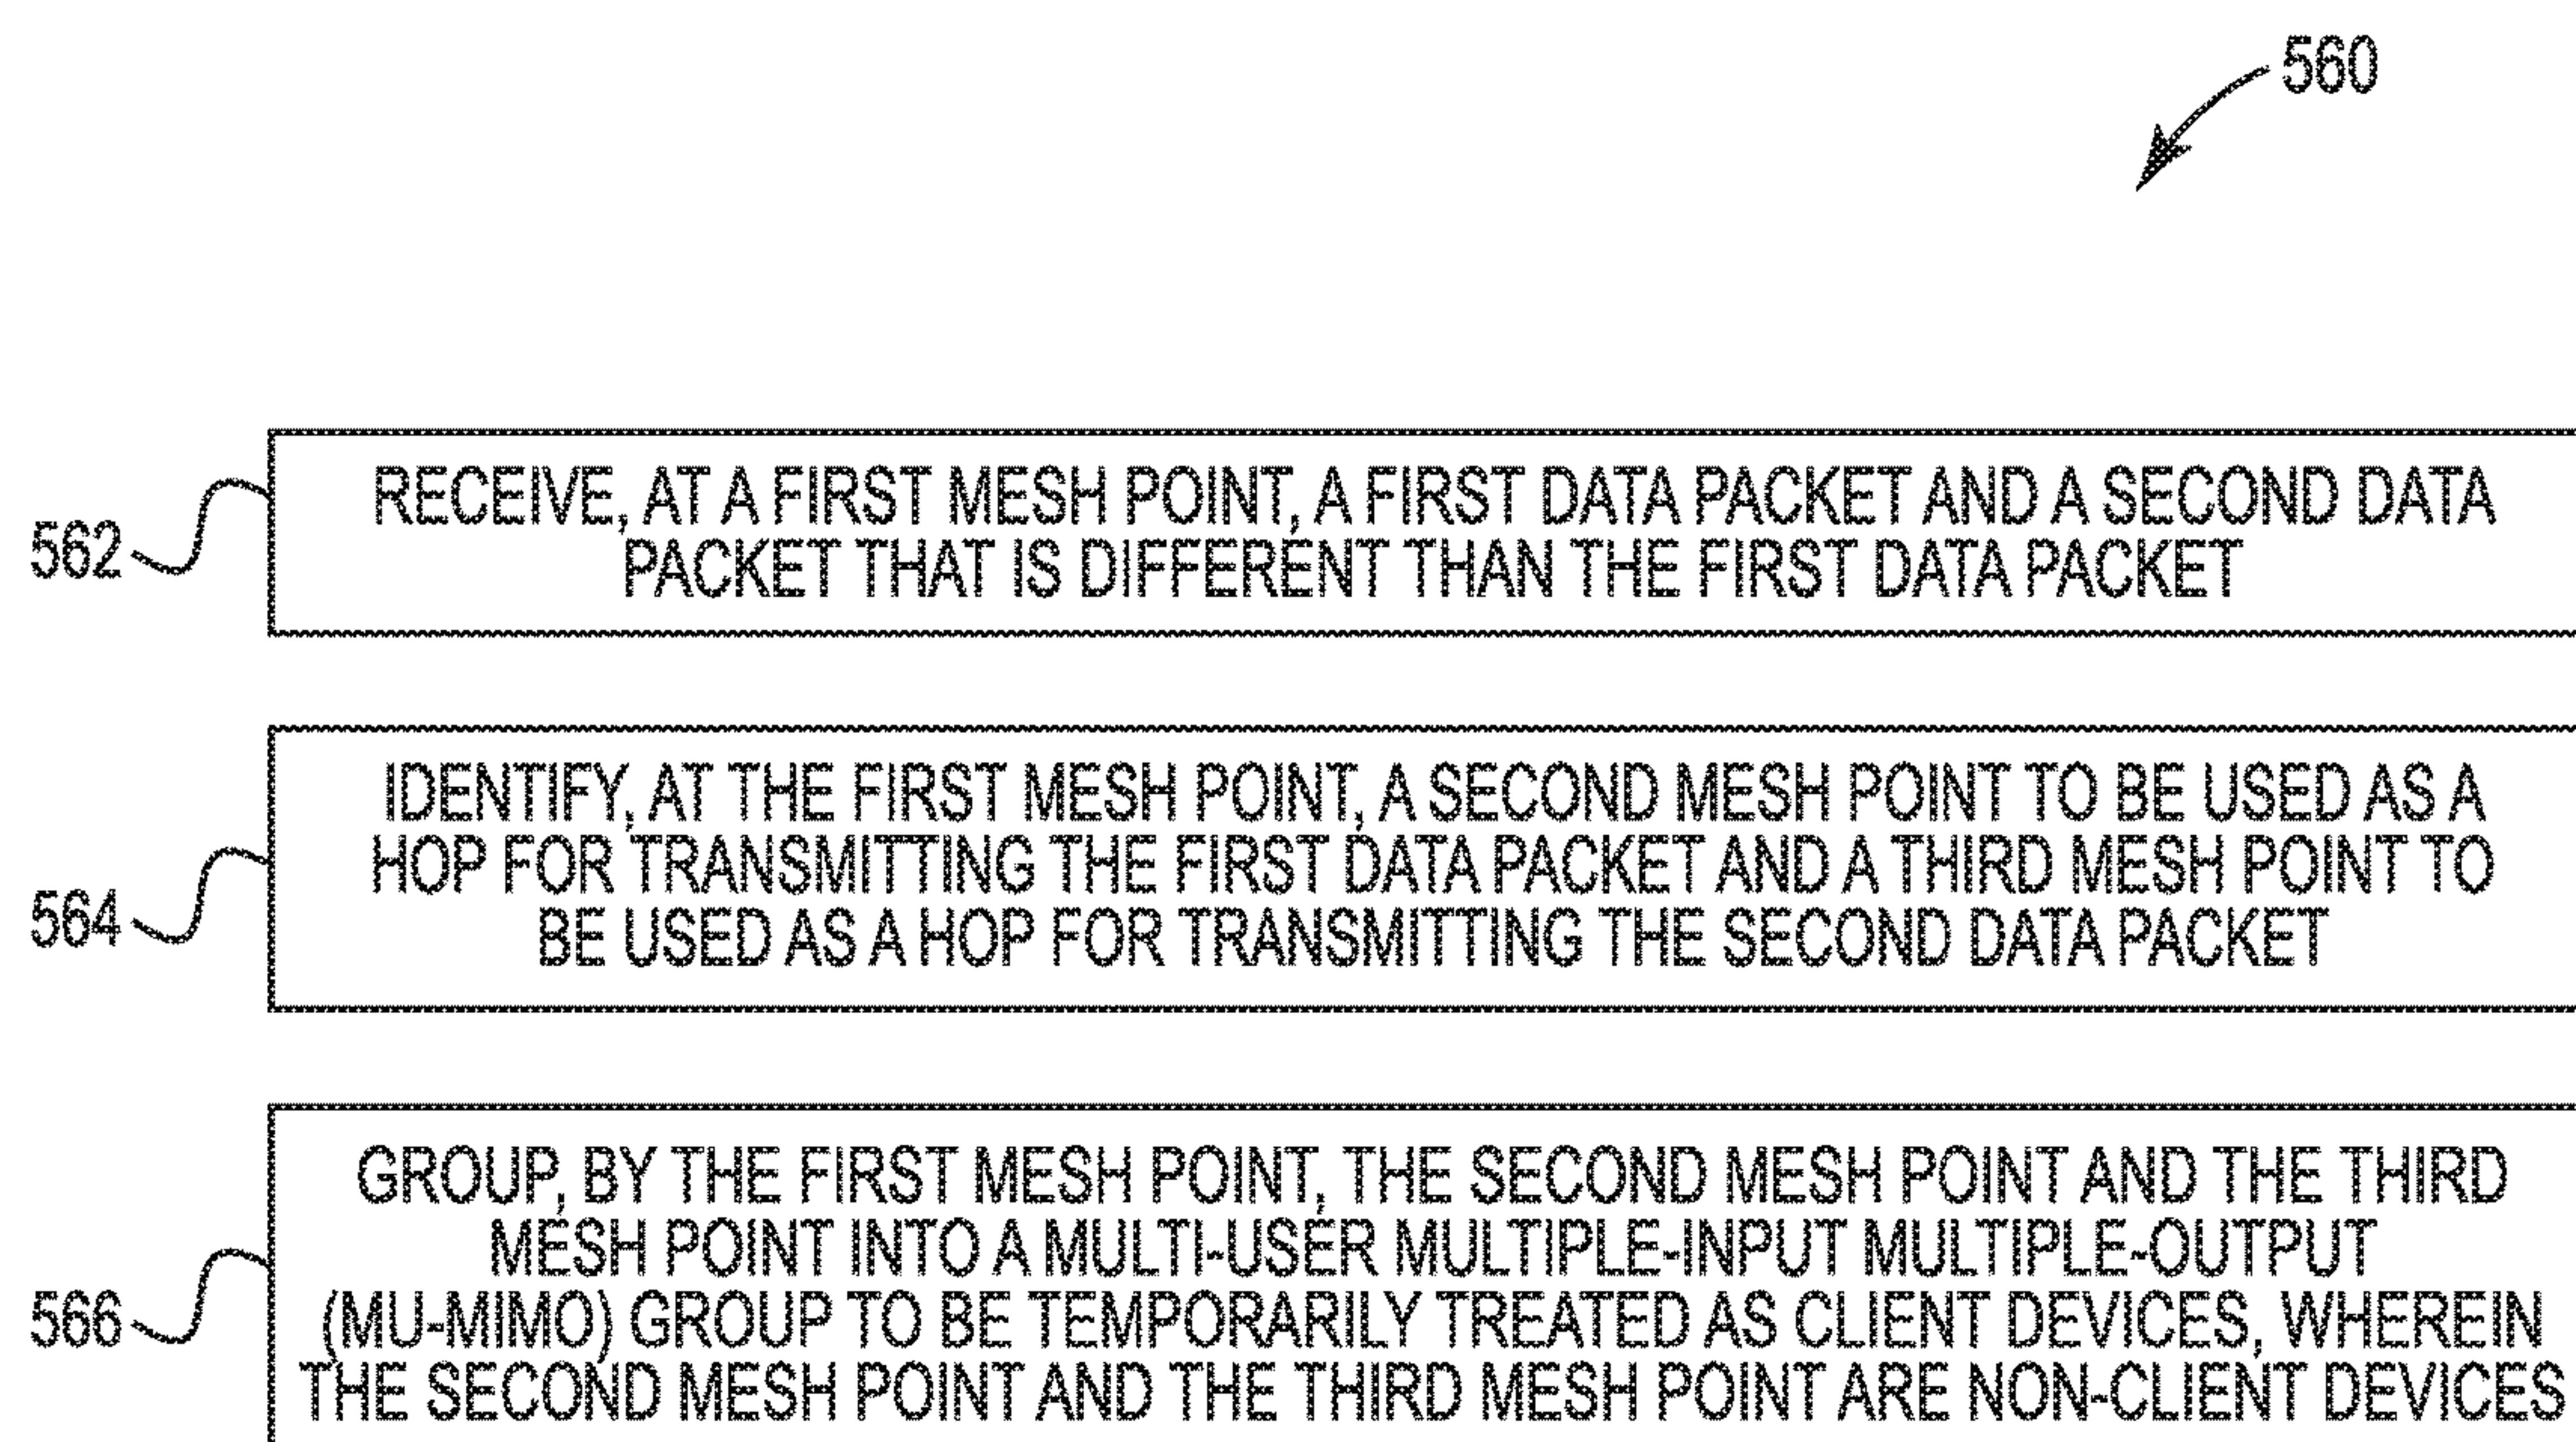 560
562
RECEIVE, AT A FIRST MESH POINT, A FIRST DATA PACKET AND A SECOND DATA
PACKET THAT IS DIFFERENT THAN THE FIRST DATA PACKET
564
IDENTIFY, AT THE FIRST MESH POINT, A SECOND MESH POINT TO BE USED AS A
HOP FOR TRANSMITTING THE FIRST DATA PACKET AND A THIRD MESH POINT TO
BE USED AS A HOP FOR TRANSMITTING THE SECOND DATA PACKET
566
GROUP, BY THE FIRST MESH POINT, THE SECOND MESH POINT AND THE THIRD
MESH POINT INTO A MULTI-USER MULTIPLE-INPUT MULTIPLE-OUTPUT
(MU-MIMO) GROUP TO BE TEMPORARILY TREATED AS CLIENT DEVICES, WHEREIN
THE SECOND MESH POINT AND THE THIRD MESH POINT ARE NON-CLIENT DEVICES